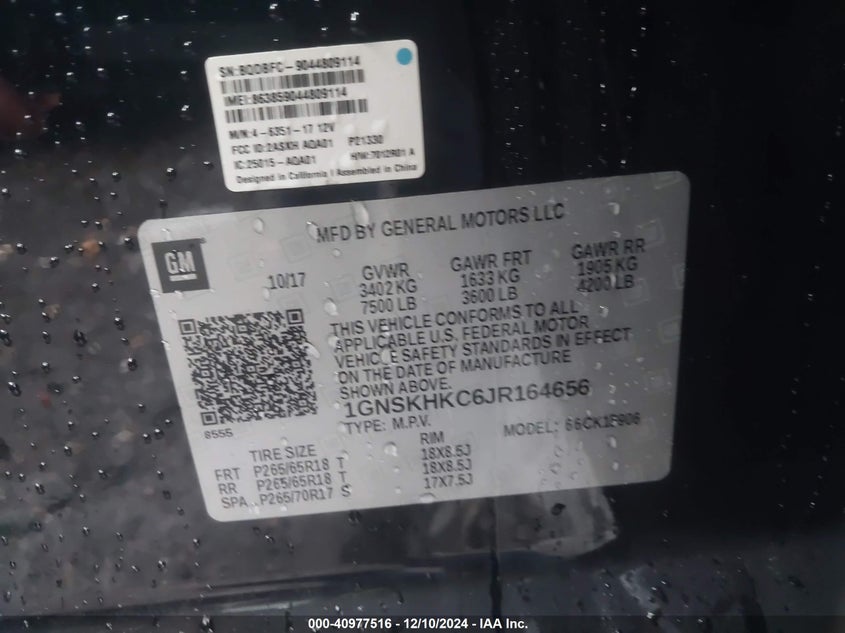 SN:BQDBFC-9044809114
IMEI:863859044809114
M/N:4-6351-17 12V
FCC ID:2ASKH AQA01 P21330
IC:25015-AQA01 H/W:7012R01 A
Designed in California | Assembled in China
MFD BY GENERAL MOTORS LLC
GM
10/17
GVWR GAWR FRT GAWR RR
3402 KG 1633 KG 1905 KG
7500 LB 3600 LB 4200 LB
THIS VEHICLE CONFORMS TO ALL
APPLICABLE U.S. FEDERAL MOTOR
VEHICLE SAFETY STANDARDS IN EFFECT
ON THE DATE OF MANUFACTURE
SHOWN ABOVE.
1GNSKHKC6JR164656
TYPE: M.P.V. MODEL: 66CK15906
8555
TIRE SIZE RIM
FRT P265/65R18 T 18X8.5J
RR P265/65R18 T 18X8.5J
SPA P265/70R17 S 17X7.5J
000-40977516 - 12/10/2024 - IAA Inc.